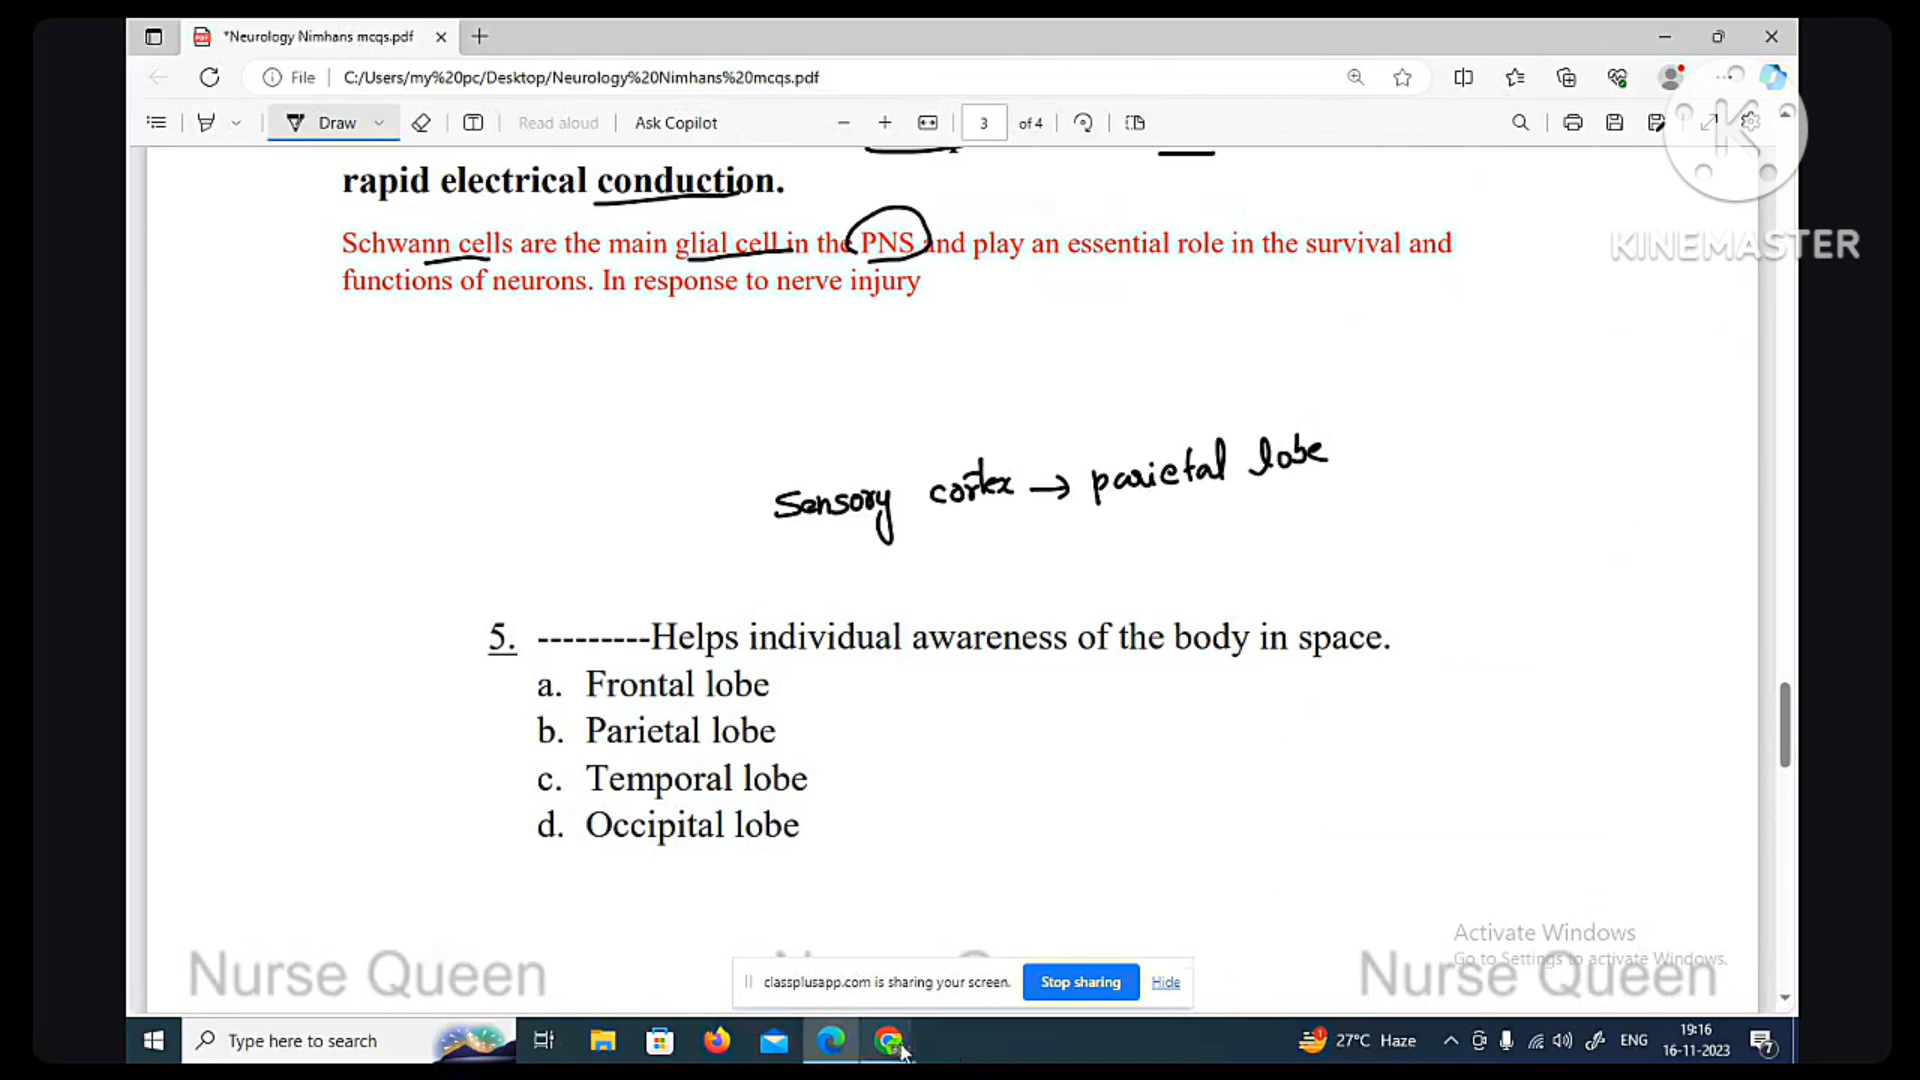 *Neurology Nimhans mcqs.pdf
File
C:/Users/my%20pc/Desktop/Neurology%20Nimhans%20mcqs.pdf
Draw
Read aloud
Ask Copilot
3
of 4
K
KINEMASTER
rapid electrical conduction.
Schwann cells are the main glial cell in the PNS and play an essential role in the survival and
functions of neurons. In response to nerve injury
Sensory cortex → parietal lobe
5. ---------Helps individual awareness of the body in space.
a. Frontal lobe
b. Parietal lobe
c. Temporal lobe
d. Occipital lobe
Activate Windows
Go to Settings to activate Windows.
Nurse Queen
Nurse Queen
classplusapp.com is sharing your screen.
Stop sharing
Hide
Type here to search
27°C Haze
ENG
19:16
16-11-2023
7